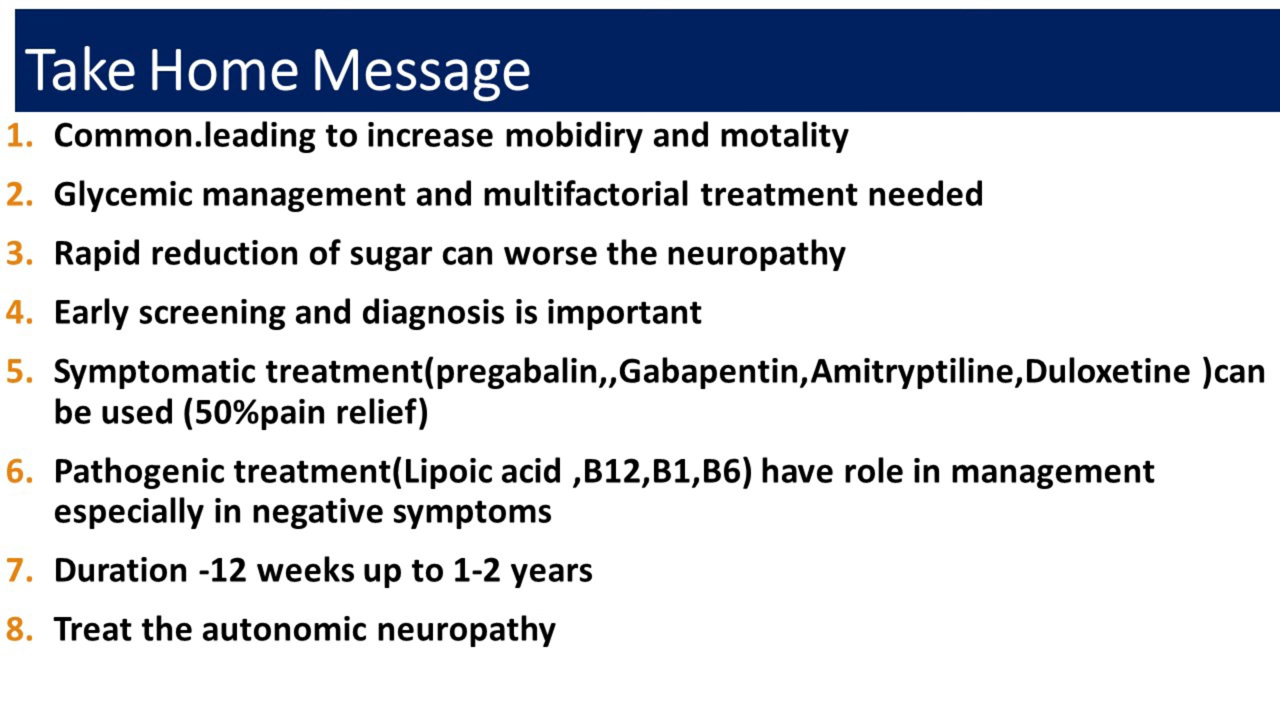 Take Home Message
1. Common.leading to increase mobidiry and motality
2. Glycemic management and multifactorial treatment needed
3. Rapid reduction of sugar can worse the neuropathy
4. Early screening and diagnosis is important
5. Symptomatic treatment(pregabalin,,Gabapentin,Amitryptiline,Duloxetine )can
be used (50%pain relief)
6. Pathogenic treatment(Lipoic acid ,B12,B1,B6) have role in management
especially in negative symptoms
7. Duration -12 weeks up to 1-2 years
8. Treat the autonomic neuropathy